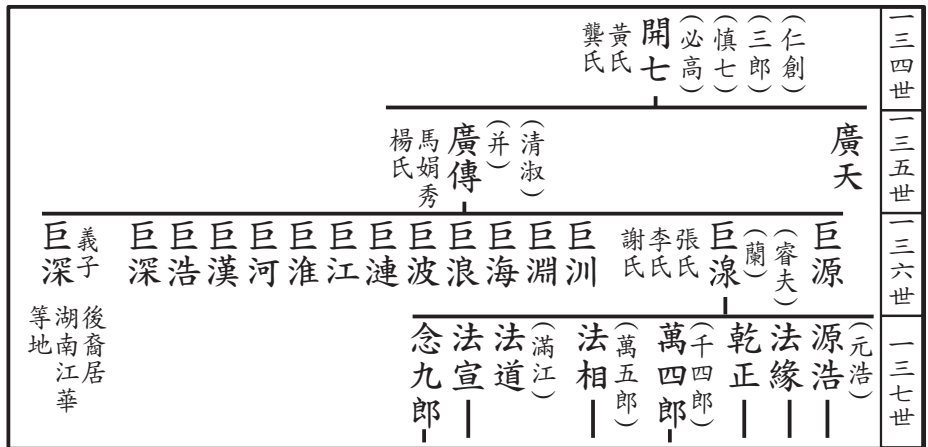 一三四世
（仁創）
（三郎）
（慎七）
（必高）
開七
黃氏
龔氏
一三五世
廣天
（清淑）
（并）
廣傳
馬娟秀
楊氏
一三六世
巨源
（睿夫）
（蘭）
巨湶
張氏
李氏
謝氏
巨汌
巨淵
巨海
巨浪
巨波
巨漣
巨江
巨淮
巨河
巨漢
巨浩
巨深
義子
巨深
後裔居
湖南江華
等地
一三七世
（元浩）
源浩
法緣
乾正
（千四郎）
萬四郎
（萬五郎）
法相
（滿江）
法道
法宣
念九郎